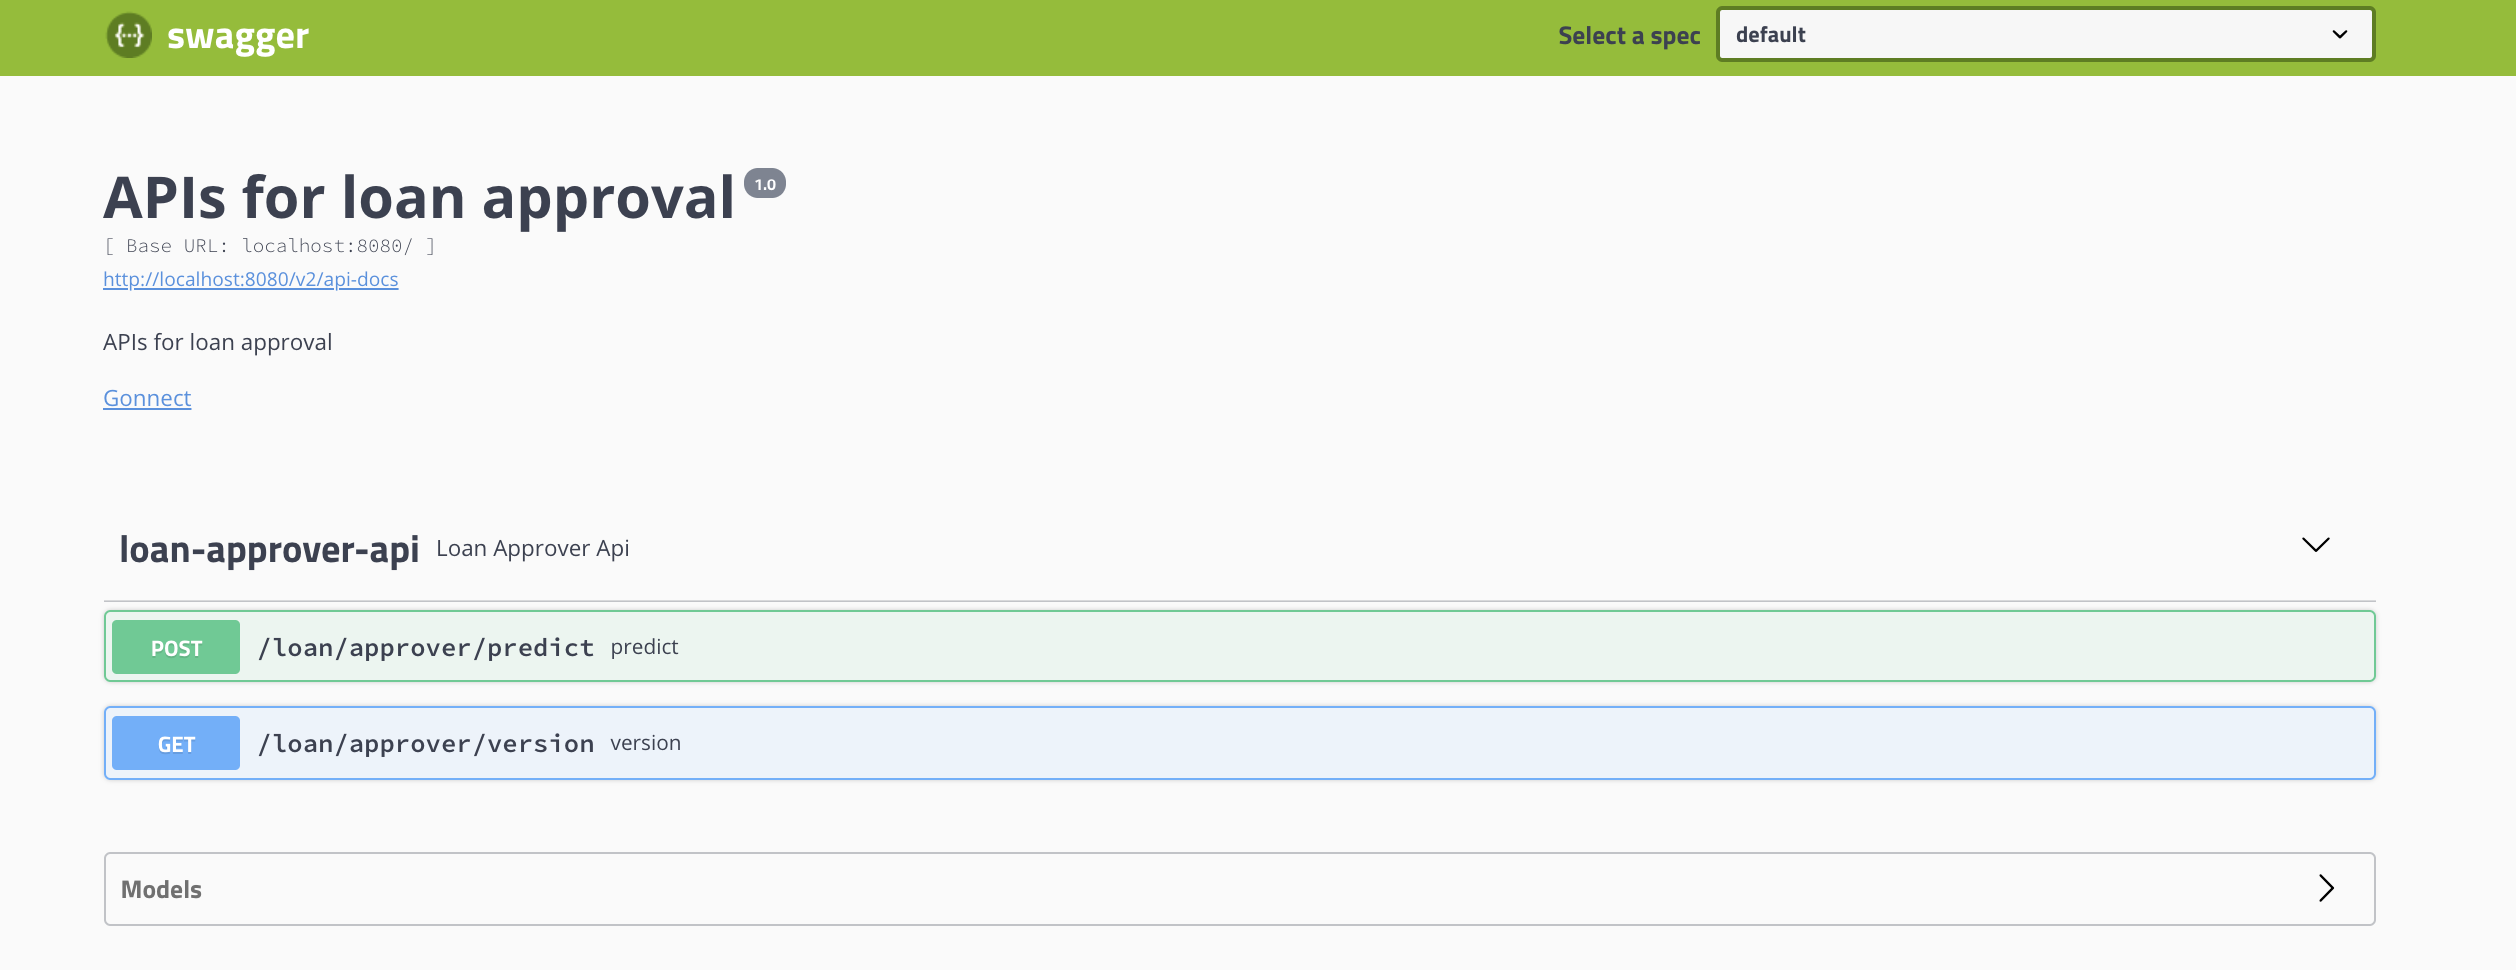 {...} swagger Select a spec default
APIs for loan approval 1.0
[ Base URL: localhost:8080/ ]
http://localhost:8080/v2/api-docs
APIs for loan approval
Gonnect
loan-approver-api Loan Approver Api
POST /loan/approver/predict predict
GET /loan/approver/version version
Models